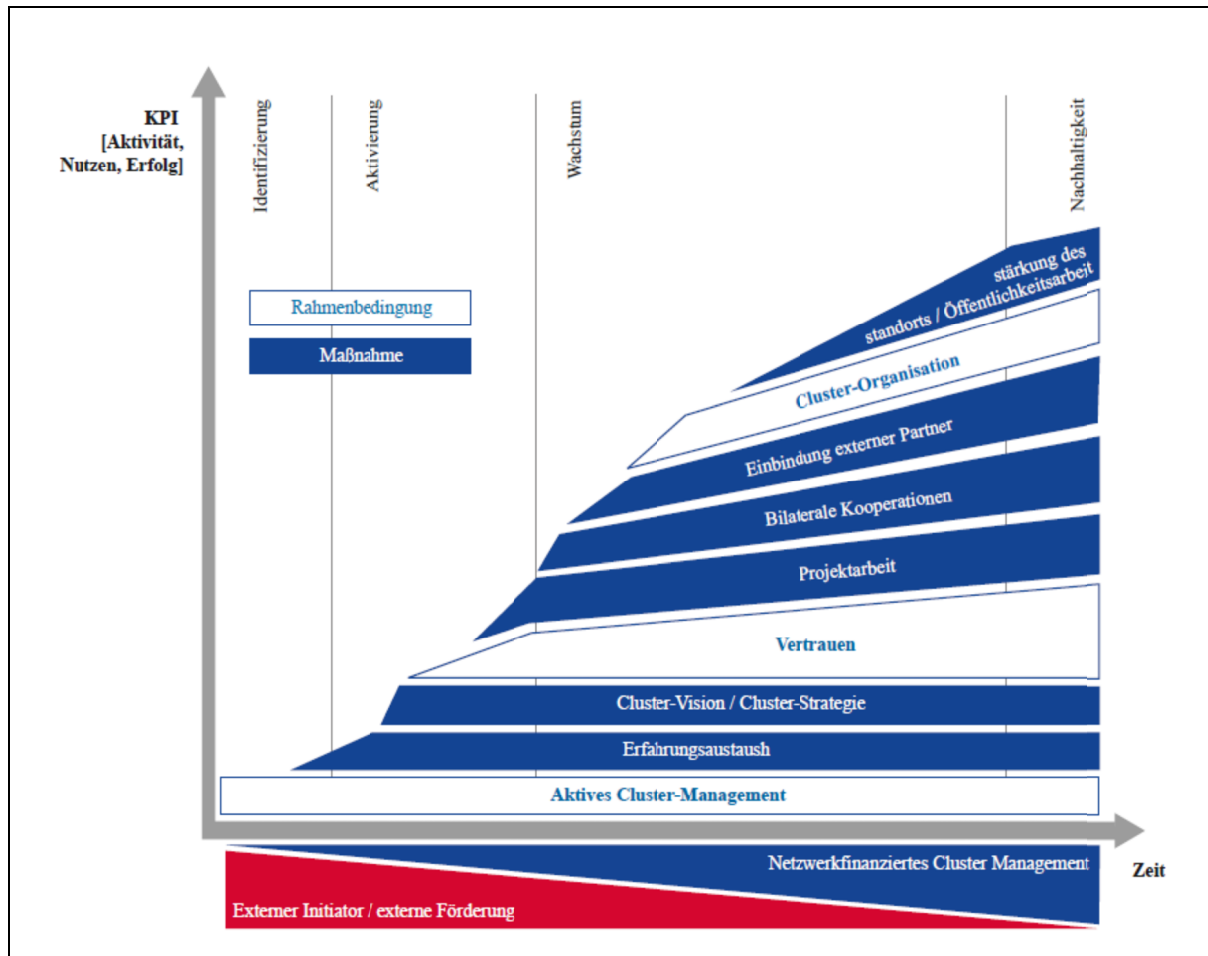 KPI
[Aktivität,
Nutzen, Erfolg]
Identifizierung
Aktivierung
Wachstum
Nachhaltigkeit
Rahmenbedingung
Maßnahme
stärkung des
standorts / Öffentlichkeitsarbeit
Cluster-Organisation
Einbindung externer Partner
Bilaterale Kooperationen
Projektarbeit
Vertrauen
Cluster-Vision / Cluster-Strategie
Erfahrungsaustaush
Aktives Cluster-Management
Netzwerkfinanziertes Cluster Management
Zeit
Externer Initiator / externe Förderung